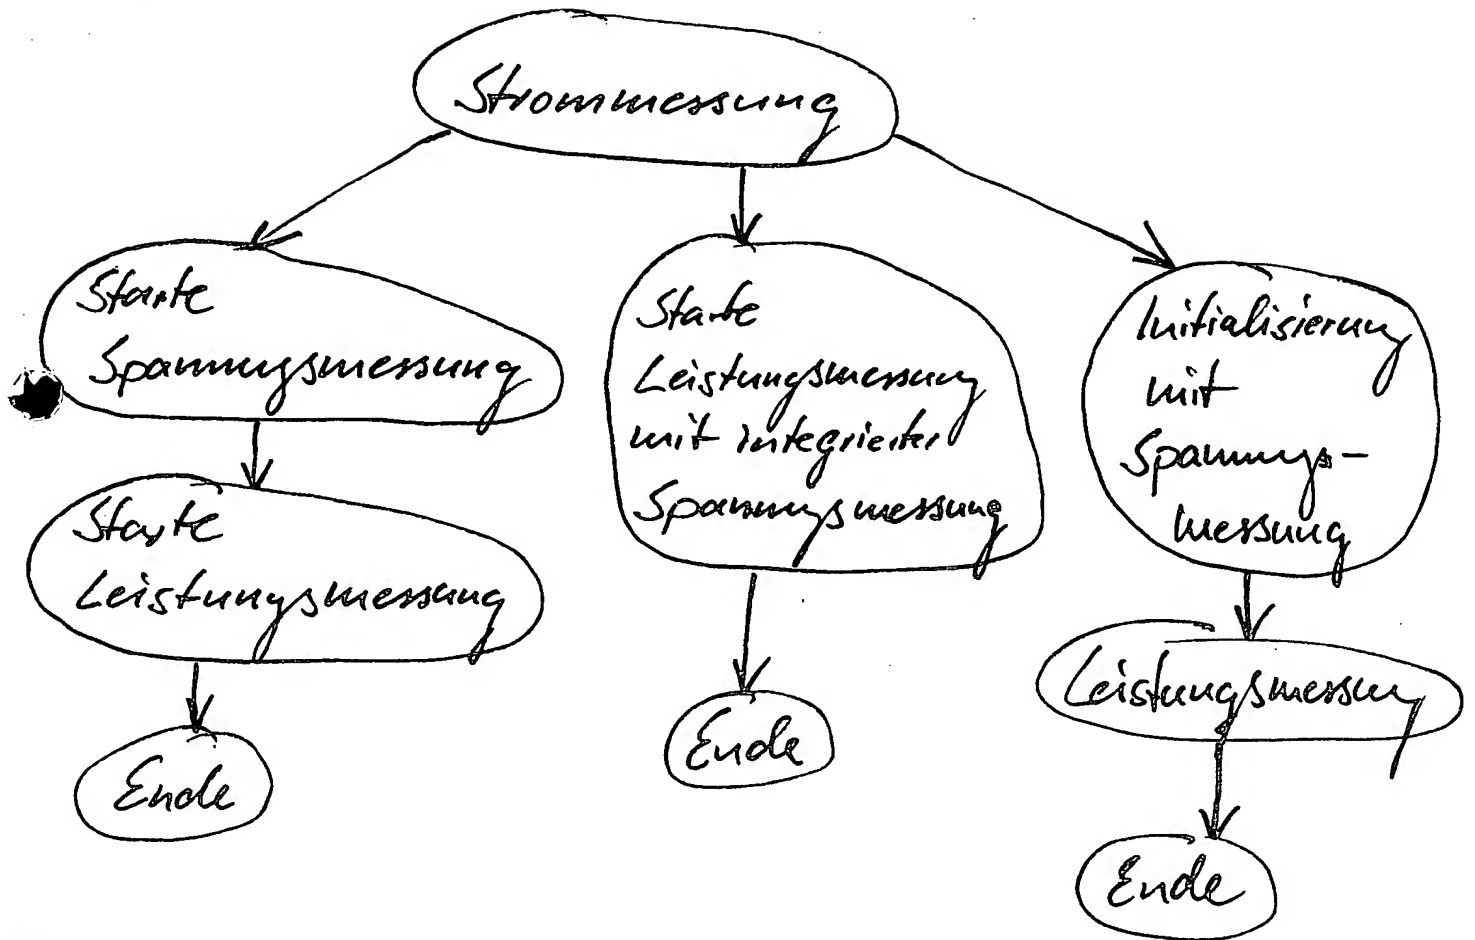 Strommessung
Starte
Spannungsmessung
Starte
Leistungsmessung
Ende
Starte
Leistungsmessung
mit integrierter
Spannungsmessung
Ende
Initialisierung
mit
Spannungs-
messung
Leistungsmessung
Ende